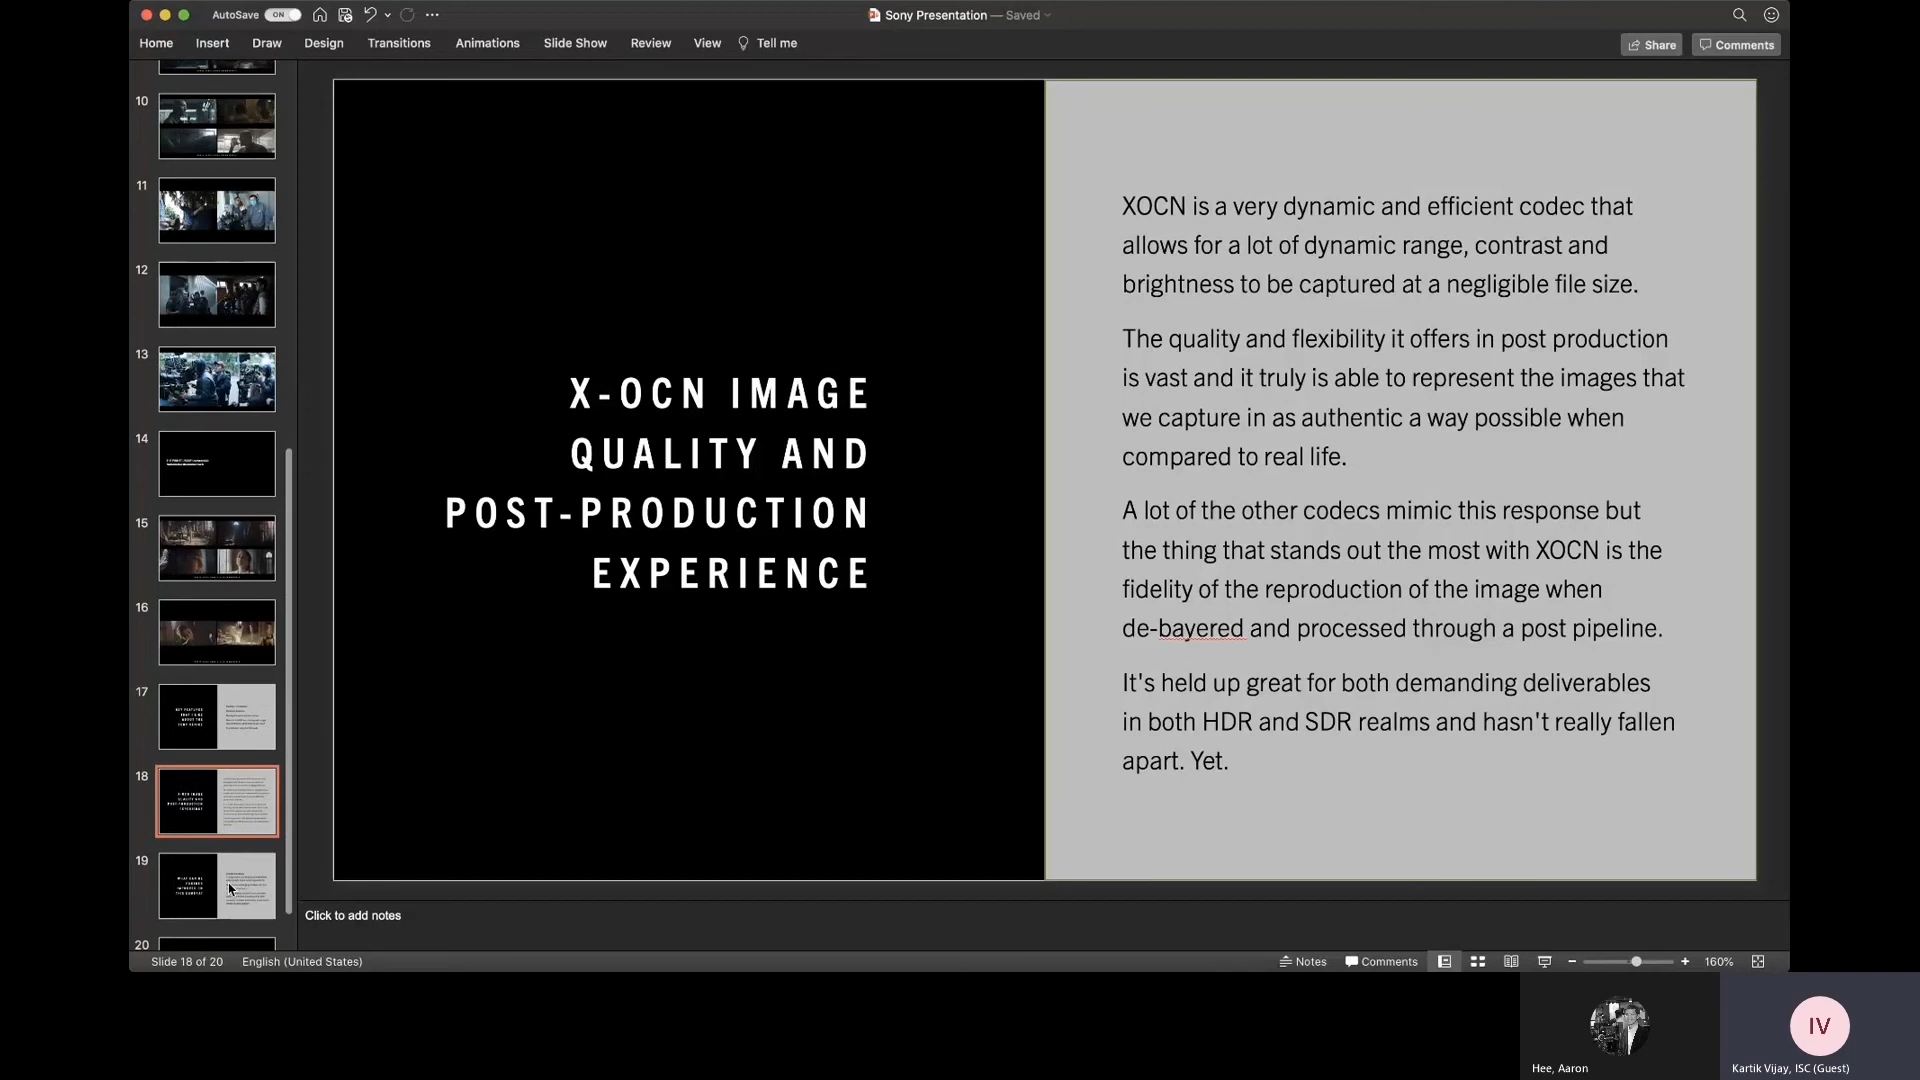 AutoSave ON
Sony Presentation — Saved
Home Insert Draw Design Transitions Animations Slide Show Review View Tell me
Share Comments
10
11
12
13
14
15
16
17
18
19
20
X-OCN IMAGE
QUALITY AND
POST-PRODUCTION
EXPERIENCE
XOCN is a very dynamic and efficient codec that
allows for a lot of dynamic range, contrast and
brightness to be captured at a negligible file size.
The quality and flexibility it offers in post production
is vast and it truly is able to represent the images that
we capture in as authentic a way possible when
compared to real life.
A lot of the other codecs mimic this response but
the thing that stands out the most with XOCN is the
fidelity of the reproduction of the image when
de-bayered and processed through a post pipeline.
It's held up great for both demanding deliverables
in both HDR and SDR realms and hasn't really fallen
apart. Yet.
Click to add notes
Slide 18 of 20 English (United States) Notes Comments 160%
IV
Hee, Aaron
Kartik Vijay, ISC (Guest)